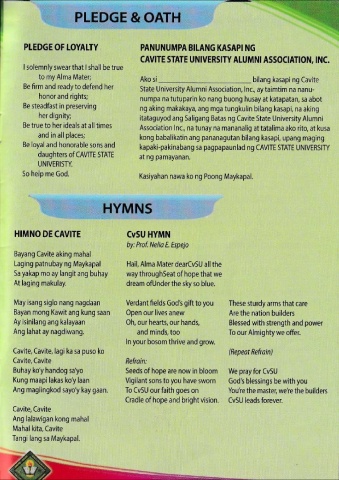 PLEDGE & OATH
PLEDGE OF LOYALTY
I solemnly swear that I shall be true
to my Alma Mater;
Be firm and ready to defend her
honor and rights;
Be steadfast in preserving
her dignity;
Be true to her ideals at all times
and in all places;
Be loyal and honorable sons and
daughters of CAVITE STATE
UNIVERISTY.
So help me God.
PANUNUMPA BILANG KASAPI NG
CAVITE STATE UNIVERSITY ALUMNI ASSOCIATION, INC.
Ako si ____________________ bilang kasapi ng Cavite
State University Alumni Association, Inc, ay taimtim na nanu-
numpa na tutuparin ko nang buong husay at katapatan, sa abot
ng aking makakaya, ang mga tungkulin bilang kasapi, na aking
itataguyod ang Saligang Batas ng Cavite State University Alumni
Association Inc, na tunay na mananalig at tatalima ako rito, at kusa
kong babalikatin ang pananagutan bilang kasapi, upang maging
kapaki-pakinabang sa pagpapaunlad ng CAVITE STATE UNIVERSITY
at ng pamayanan.
Kasiyahan nawa ko ng Poong Maykapal.
HYMNS
HIMNO DE CAVITE
Bayang Cavite aking mahal
Laging patnubay ng Maykapal
Sa yakap mo ay langit ang buhay
At laging makulay.
May isang siglo nang nagdaan
Bayan mong Kawit ang kung saan
Ay isinilang ang kalayaan
Ang lahat ay nagdiwang.
Cavite, Cavite, lagi ka sa puso ko
Cavite, Cavite
Buhay ko'y handog sa'yo
Kung maapi lakas ko'y laan
Ang maglingkod sayo'y kay gaan.
Cavite, Cavite
Ang lalawigan kong mahal
Mahal kita, Cavite
Tangi lang sa Maykapal.
CvSU HYMN
by: Prof. Nelia E. Espejo
Hail, Alma Mater dearCvSU all the
way throughSeat of hope that we
dream ofUnder the sky so blue.
Verdant fields God's gift to you
Open our lives anew
Oh, our hearts, our hands,
and minds, too
In your bosom thrive and grow.
Refrain:
Seeds of hope are now in bloom
Vigilant sons to you have sworn
To CvSU our faith goes on
Cradle of hope and bright vision.
These sturdy arms that care
Are the nation builders
Blessed with strength and power
To our Almighty we offer.
(Repeat Refrain)
We pray for CvSU
God's blessings be with you
You're the master, we're the builders
CvSU leads forever.